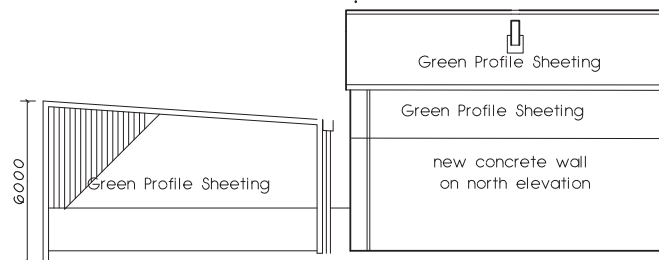 Green Profile Sheeting
Green Profile Sheeting
new concrete wall
on north elevation
Green Profile Sheeting
6000